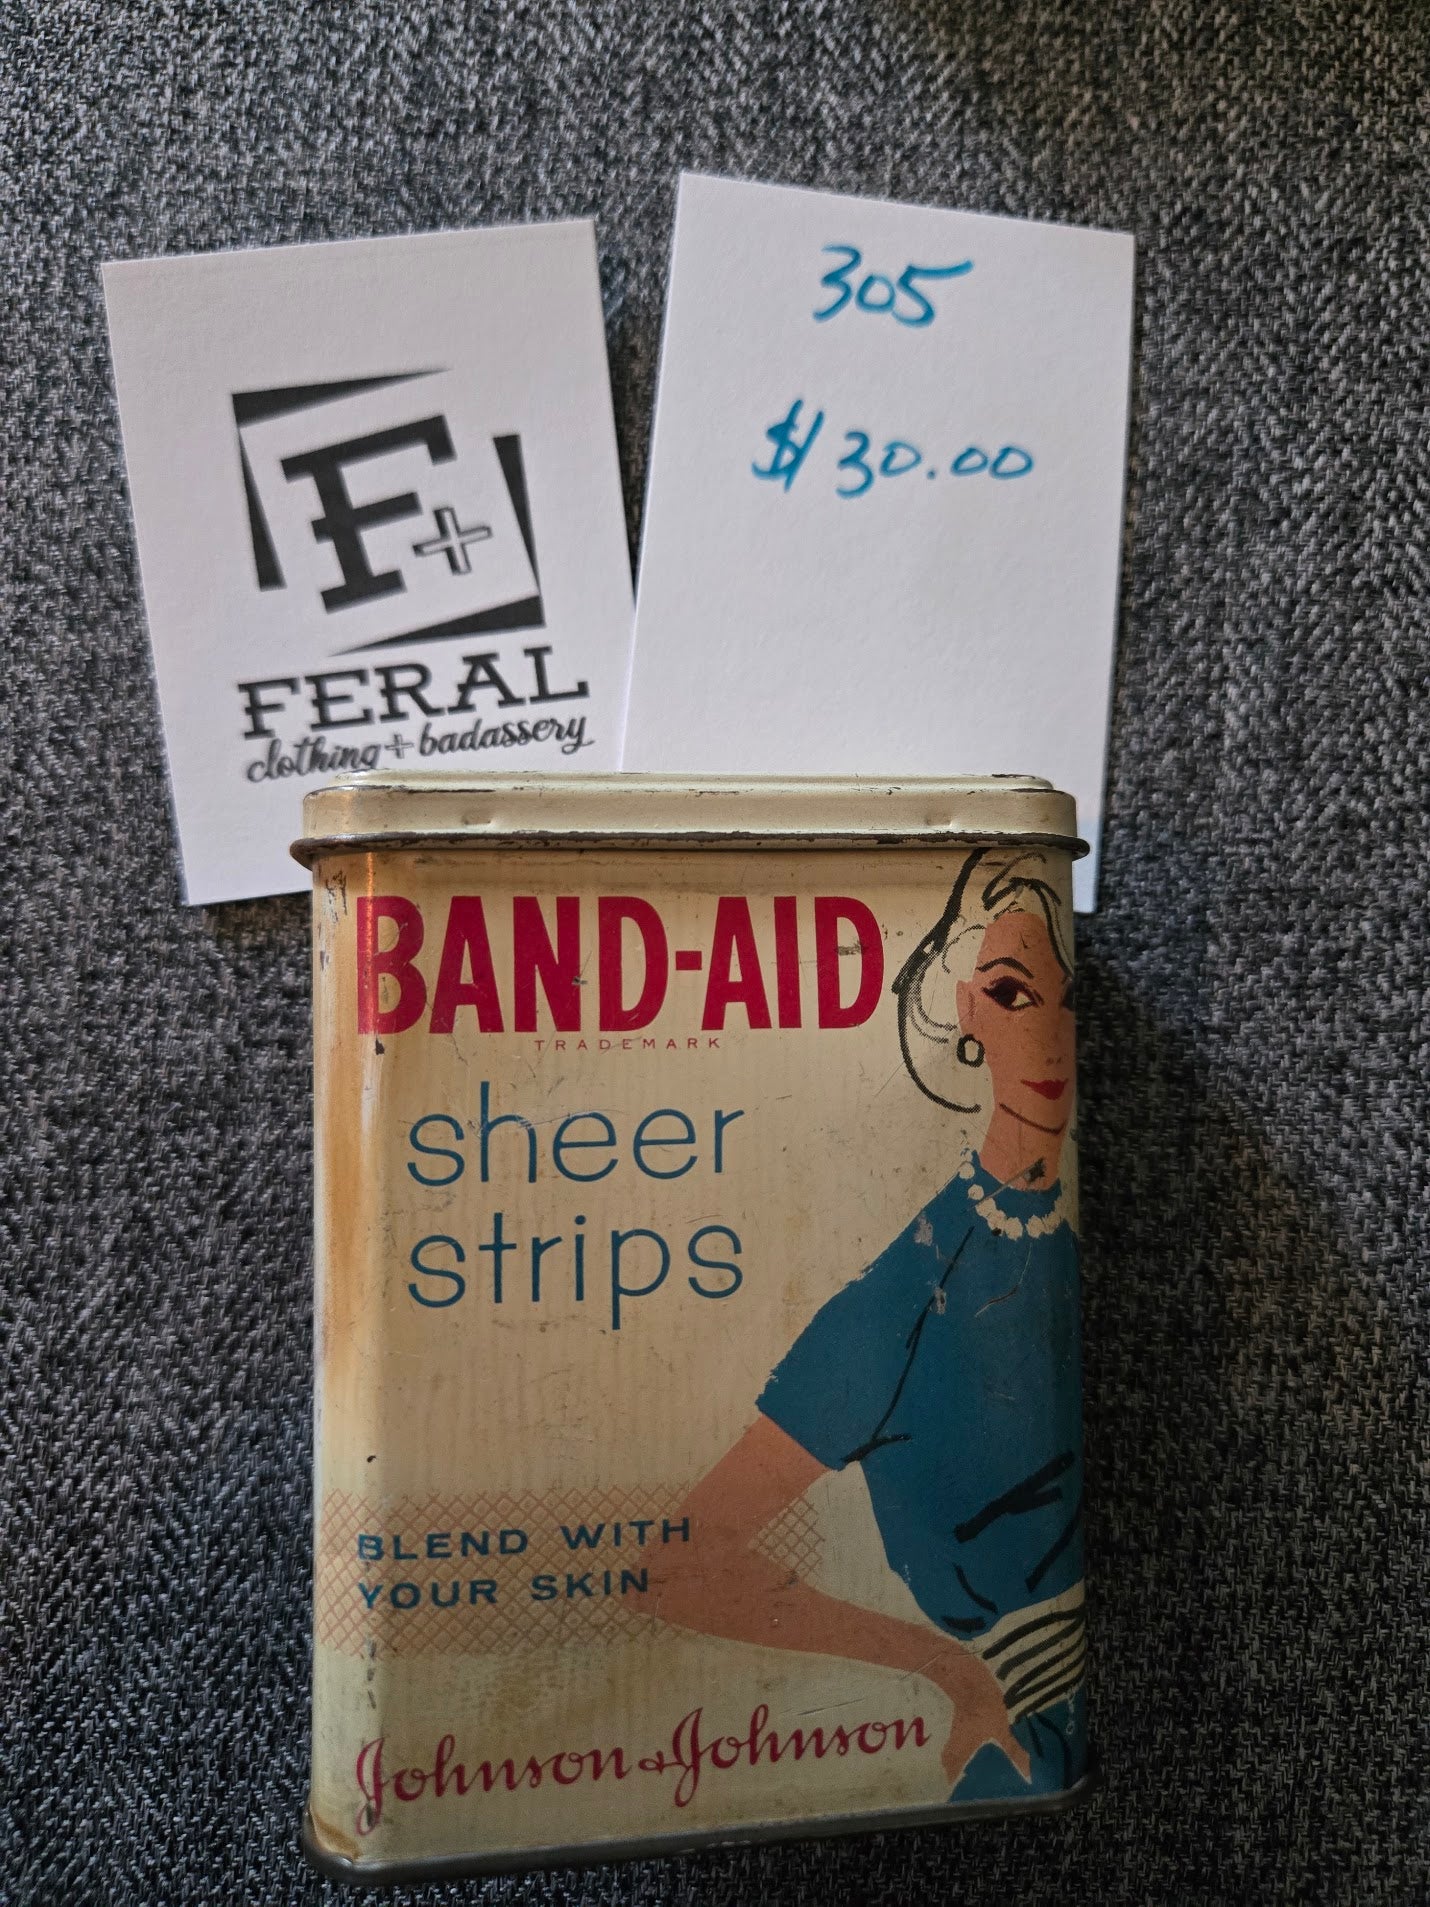 F+
FERAL
clothing + badassery
305
$30.00
BAND-AID
TRADEMARK
sheer
strips
BLEND WITH
YOUR SKIN
Johnson & Johnson